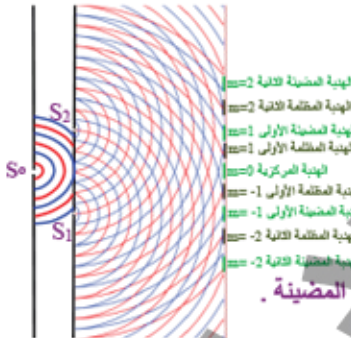 الهدبة المضيئة الثانية m=2
الهدبة المظلمة الثانية m=2
S₂
الهدبة المضيئة الأولى m=1
الهدبة المظلمة الأولى m=1
S
الهدبة المركزية m=0
الهدبة المظلمة الأولى m= -1
S₁
الهدبة المضيئة الأولى m= -1
الهدبة المظلمة الثانية m= -2
الهدبة المضيئة الثانية m= -2
المضيئة .